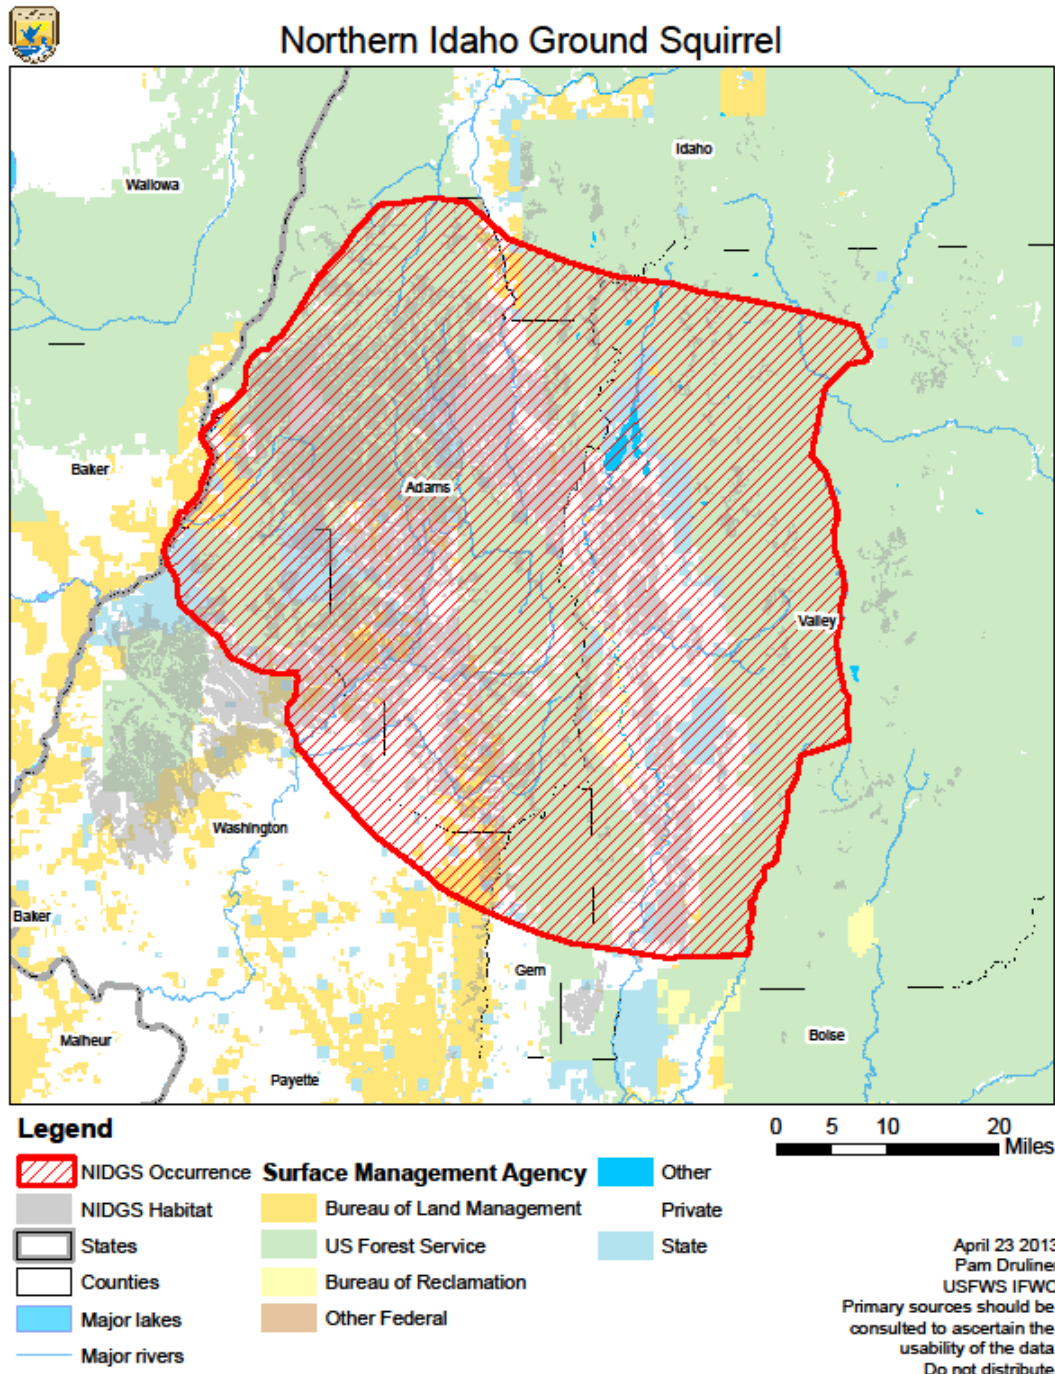 Northern Idaho Ground Squirrel
Idaho
Wallowa
Baker
Adams
Valley
Washington
Baker
Gem
Malheur
Boise
Payette
Legend
0 5 10 20
Miles
NIDGS Occurrence
NIDGS Habitat
States
Counties
Major lakes
Major rivers
Surface Management Agency
Bureau of Land Management
US Forest Service
Bureau of Reclamation
Other Federal
Other
Private
State
April 23 2013
Pam Druliner
USFWS IFWO
Primary sources should be
consulted to ascertain the
usability of the data
Do not distribute